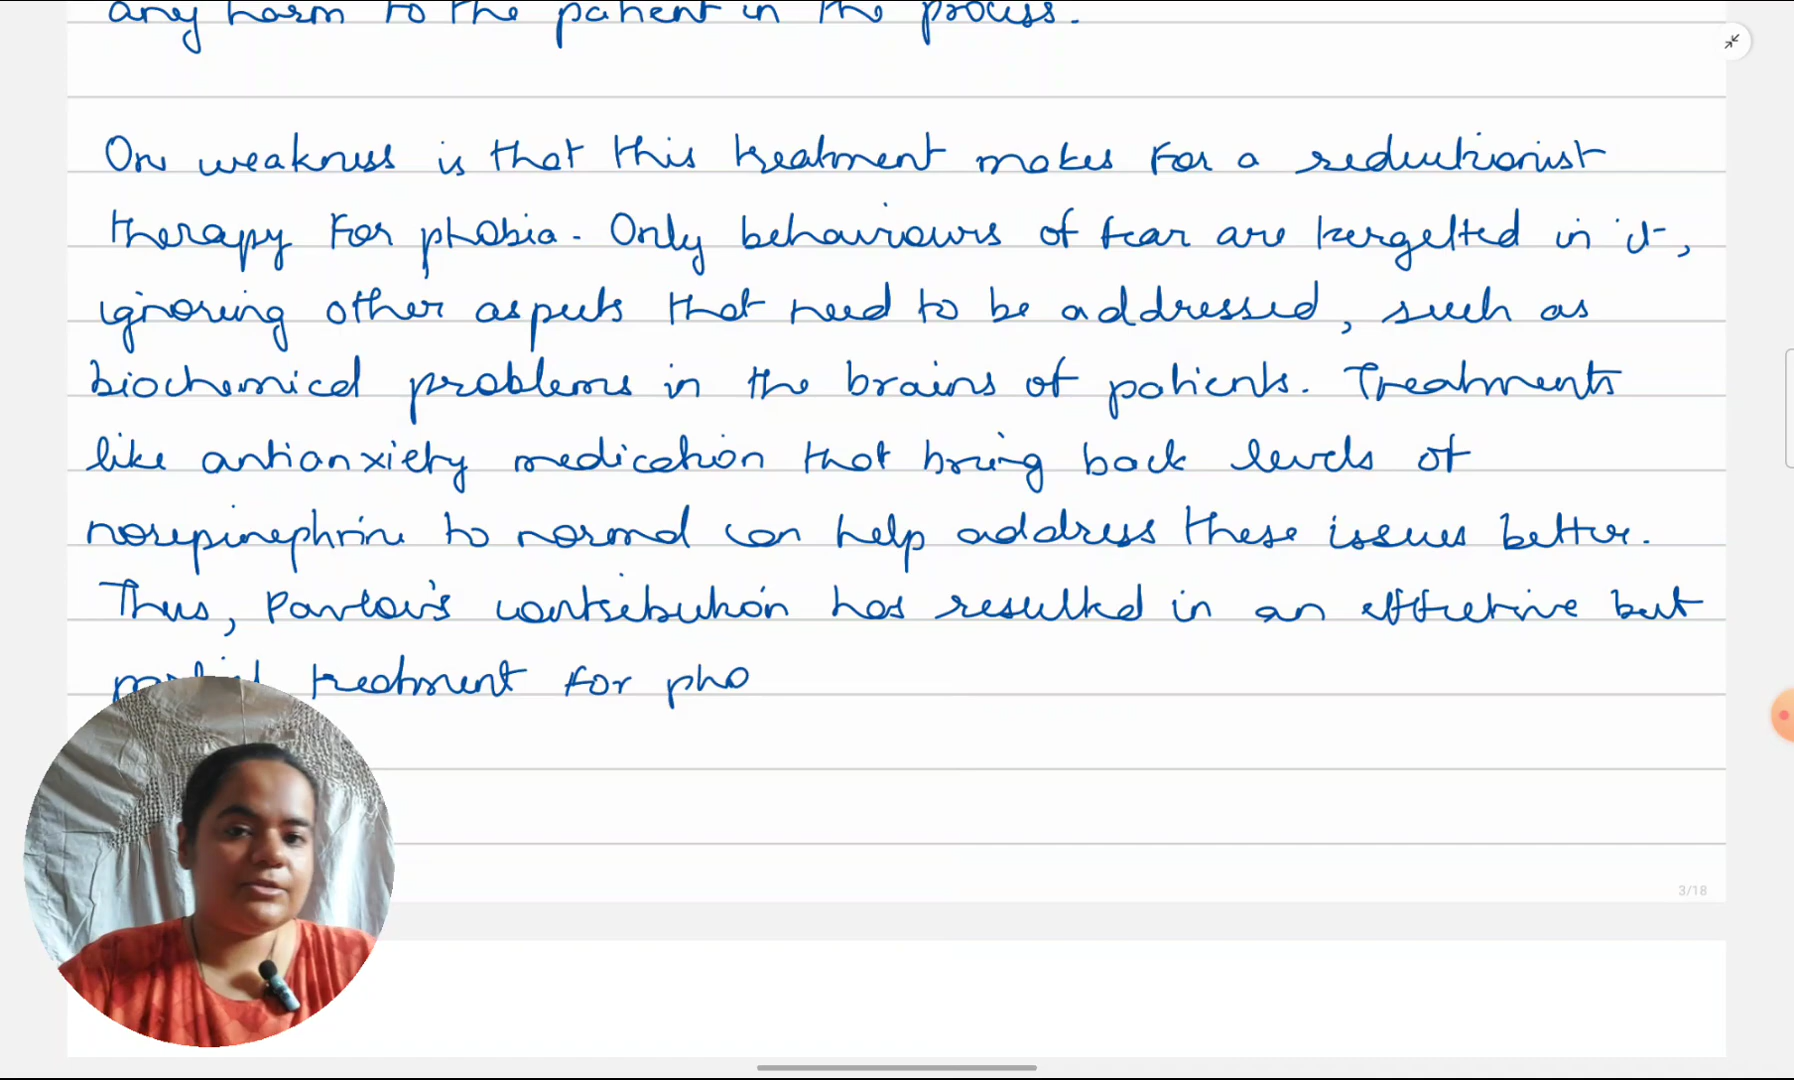 any harm to the patient in the process.
One weakness is that this treatment makes for a reductionist
therapy for phobia. Only behaviours of fear are tergelted in it,
ignoring other aspects that need to be addressed, such as
biochemical problems in the brains of patients. Treatments
like antianxiety medication that bring back levels of
norepinephrine to normal can help address these issues better.
Thus, Pavlov's contribution has resulted in an effective but
partial treatment for pho
3/18